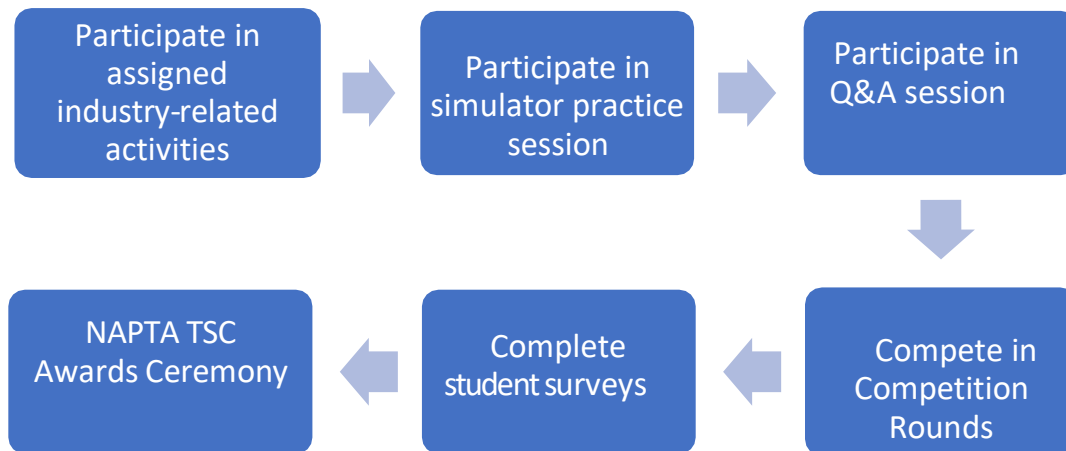 Participate in
assigned
industry-related
activities
Participate in
simulator practice
session
Participate in
Q&A session
Compete in
Competition
Rounds
Complete
student surveys
NAPTA TSC
Awards Ceremony